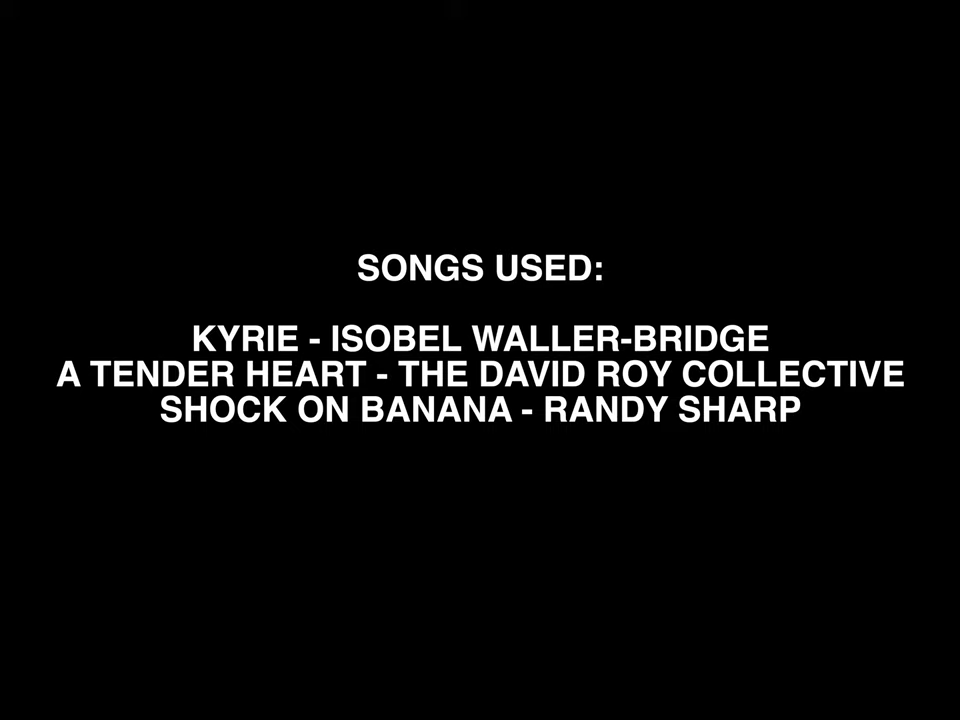 SONGS USED:
KYRIE - ISOBEL WALLER-BRIDGE
A TENDER HEART - THE DAVID ROY COLLECTIVE
SHOCK ON BANANA - RANDY SHARP